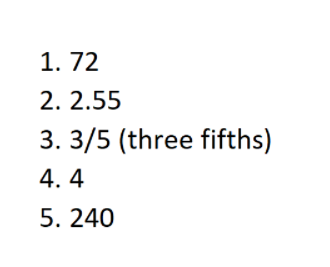 1. 72
2. 2.55
3. 3/5 (three fifths)
4. 4
5. 240